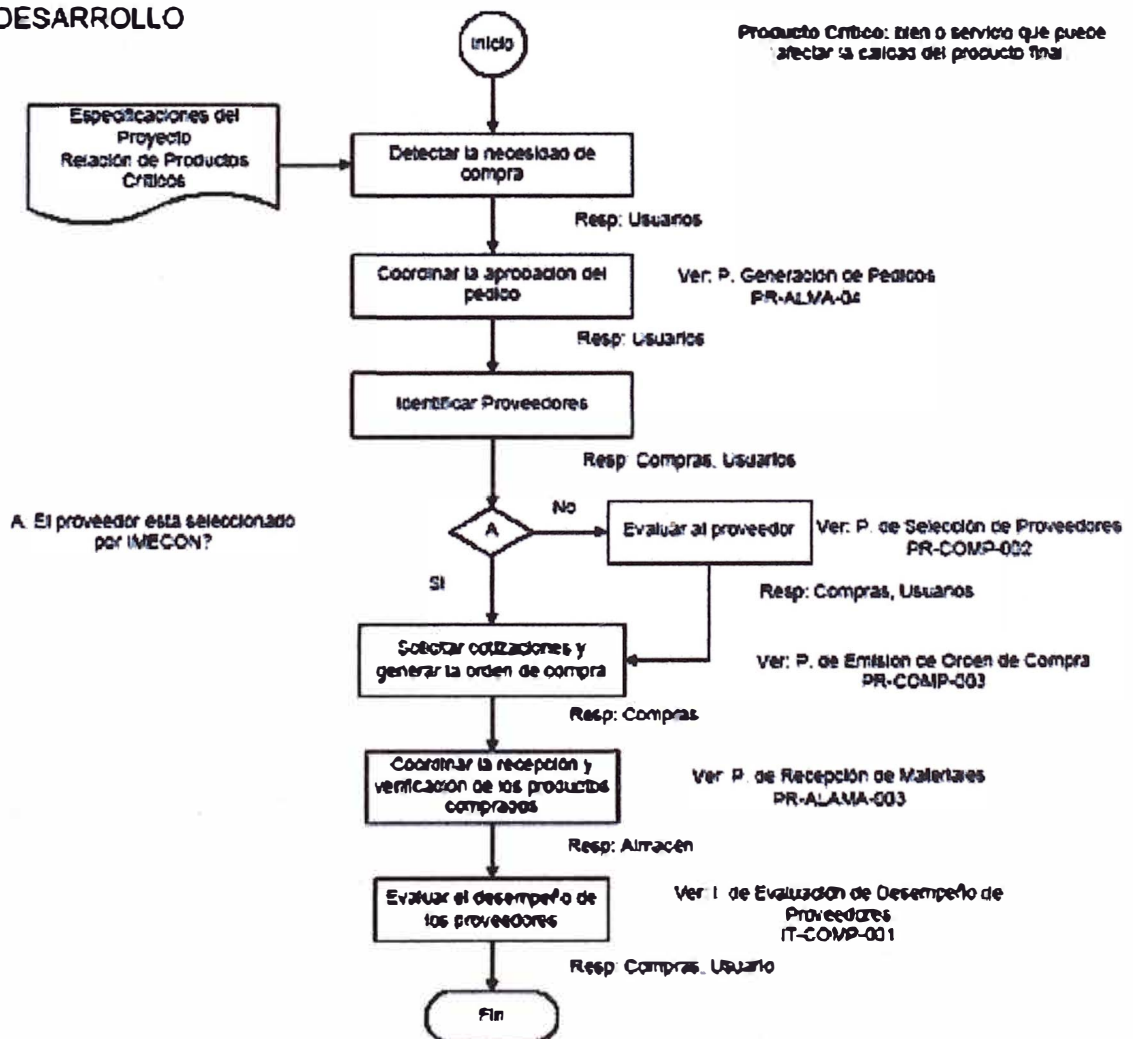 DESARROLLO
Inicio
Producto Crítico: bien o servicio que puede
afectar la calidad del producto final
Especificaciones del
Proyecto
Relación de Productos
Críticos
Detectar la necesidad de
compra
Resp: Usuarios
Coordinar la aprobación del
pedido
Ver: P. Generación de Pedidos
PR-ALMA-04
Resp: Usuarios
Identificar Proveedores
Resp: Compras, Usuarios
A. El proveedor esta seleccionado
por IMECON?
A
No
Evaluar al proveedor
Ver: P. de Selección de Proveedores
PR-COMP-002
SI
Resp: Compras, Usuarios
Solicitar cotizaciones y
generar la orden de compra
Ver: P. de Emisión de Orden de Compra
PR-COMP-003
Resp: Compras
Coordinar la recepción y
verificación de los productos
comprados
Ver: P. de Recepción de Materiales
PR-ALAMA-003
Resp: Almacén
Evaluar el desempeño de
los proveedores
Ver: I. de Evaluación de Desempeño de
Proveedores
IT-COMP-001
Resp: Compras, Usuario
Fin